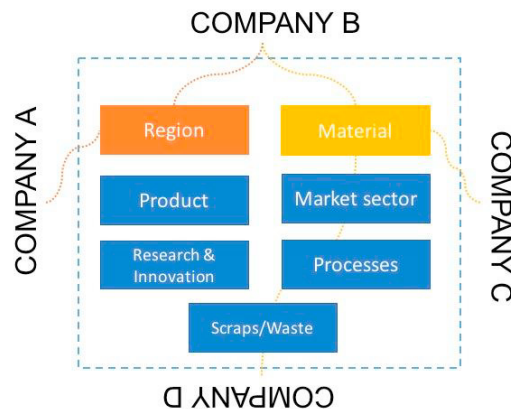 COMPANY B
COMPANY A
Region
Material
COMPANY C
Product
Market sector
Research &
Innovation
Processes
Scraps/Waste
COMPANY D